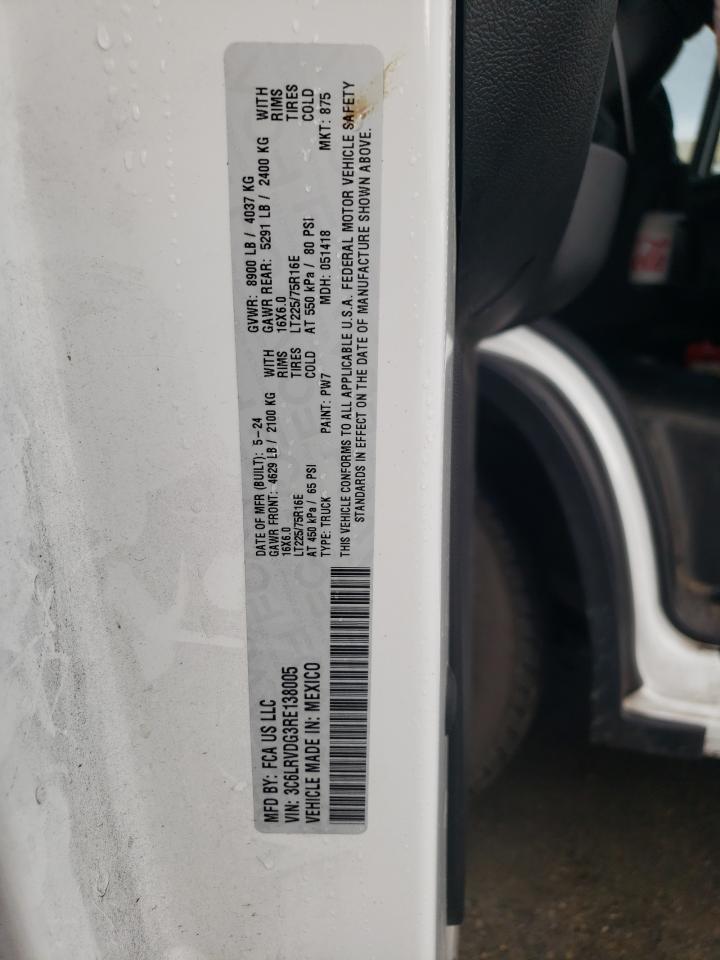 MFD BY: FCA US LLC
VIN: 3C6LRVDG3RE138005
VEHICLE MADE IN: MEXICO
DATE OF MFR (BUILT): 5-24 GVWR: 8900 LB / 4037 KG
GAWR FRONT: 4629 LB / 2100 KG WITH GAWR REAR: 5291 LB / 2400 KG WITH
16X6.0 RIMS 16X6.0 RIMS
LT225/75R16E TIRES LT225/75R16E TIRES
AT 450 kPa / 65 PSI COLD AT 550 kPa / 80 PSI COLD
TYPE: TRUCK PAINT: PW7 MDH: 051418 MKT: 875
THIS VEHICLE CONFORMS TO ALL APPLICABLE U.S.A. FEDERAL MOTOR VEHICLE SAFETY
STANDARDS IN EFFECT ON THE DATE OF MANUFACTURE SHOWN ABOVE.